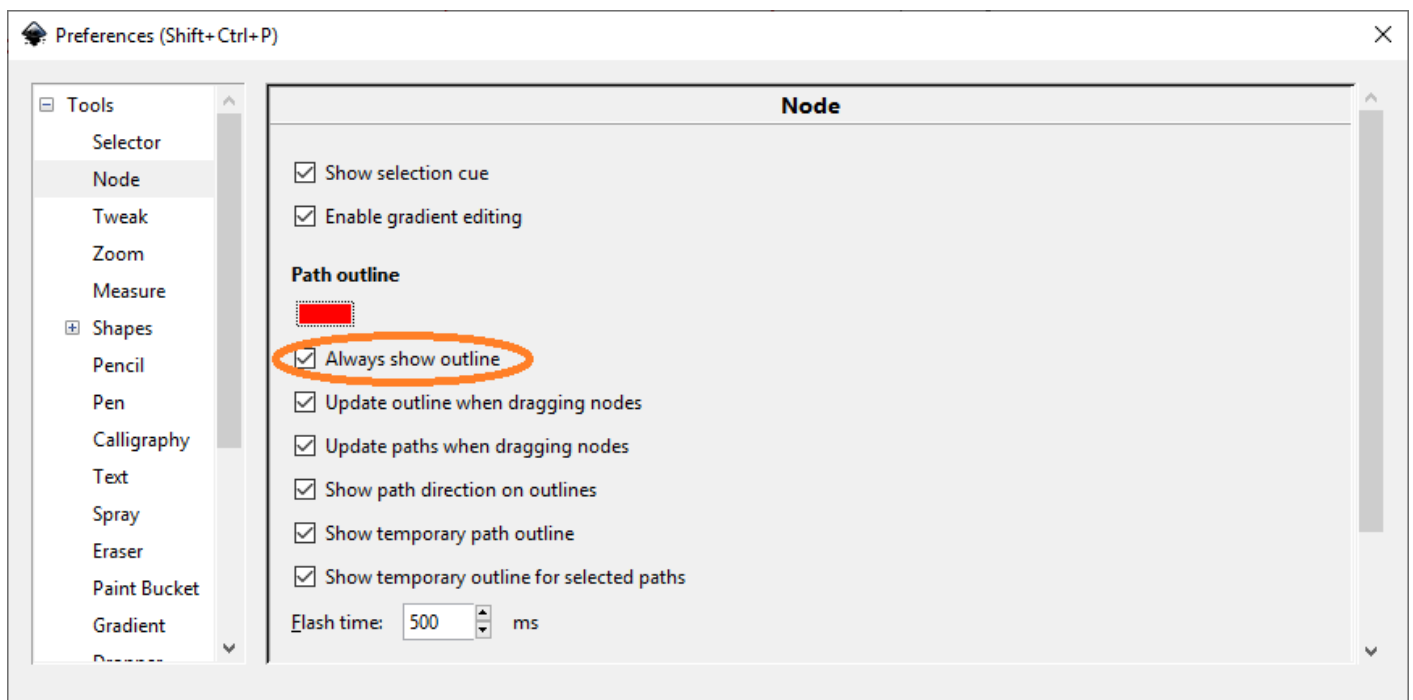 Preferences (Shift+Ctrl+P)
Tools
Selector
Node
Tweak
Zoom
Measure
Shapes
Pencil
Pen
Calligraphy
Text
Spray
Eraser
Paint Bucket
Gradient
Dropper
Node
Show selection cue
Enable gradient editing
Path outline
Always show outline
Update outline when dragging nodes
Update paths when dragging nodes
Show path direction on outlines
Show temporary path outline
Show temporary outline for selected paths
Flash time: 500 ms